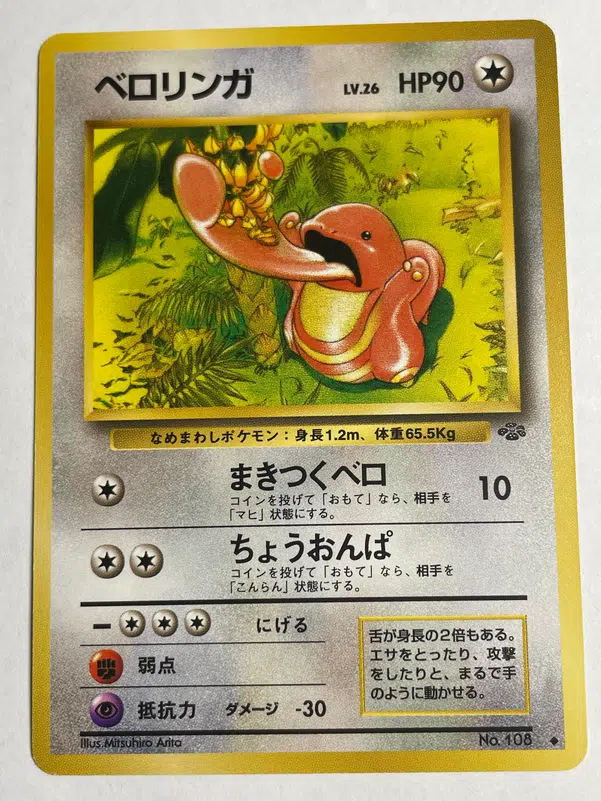 ベロリンガ LV.26 HP90
なめまわしポケモン：身長1.2m、体重65.5Kg
まきつくベロ 10
コインを投げて「おもて」なら、相手を
「マヒ」状態にする。
ちょうおんぱ
コインを投げて「おもて」なら、相手を
「こんらん」状態にする。
にげる
弱点
抵抗力 ダメージ -30
舌が身長の2倍もある。
エサをとったり、攻撃
をしたりと、まるで手
のように動かせる。
Illus.Mitsuhiro Arita No. 108